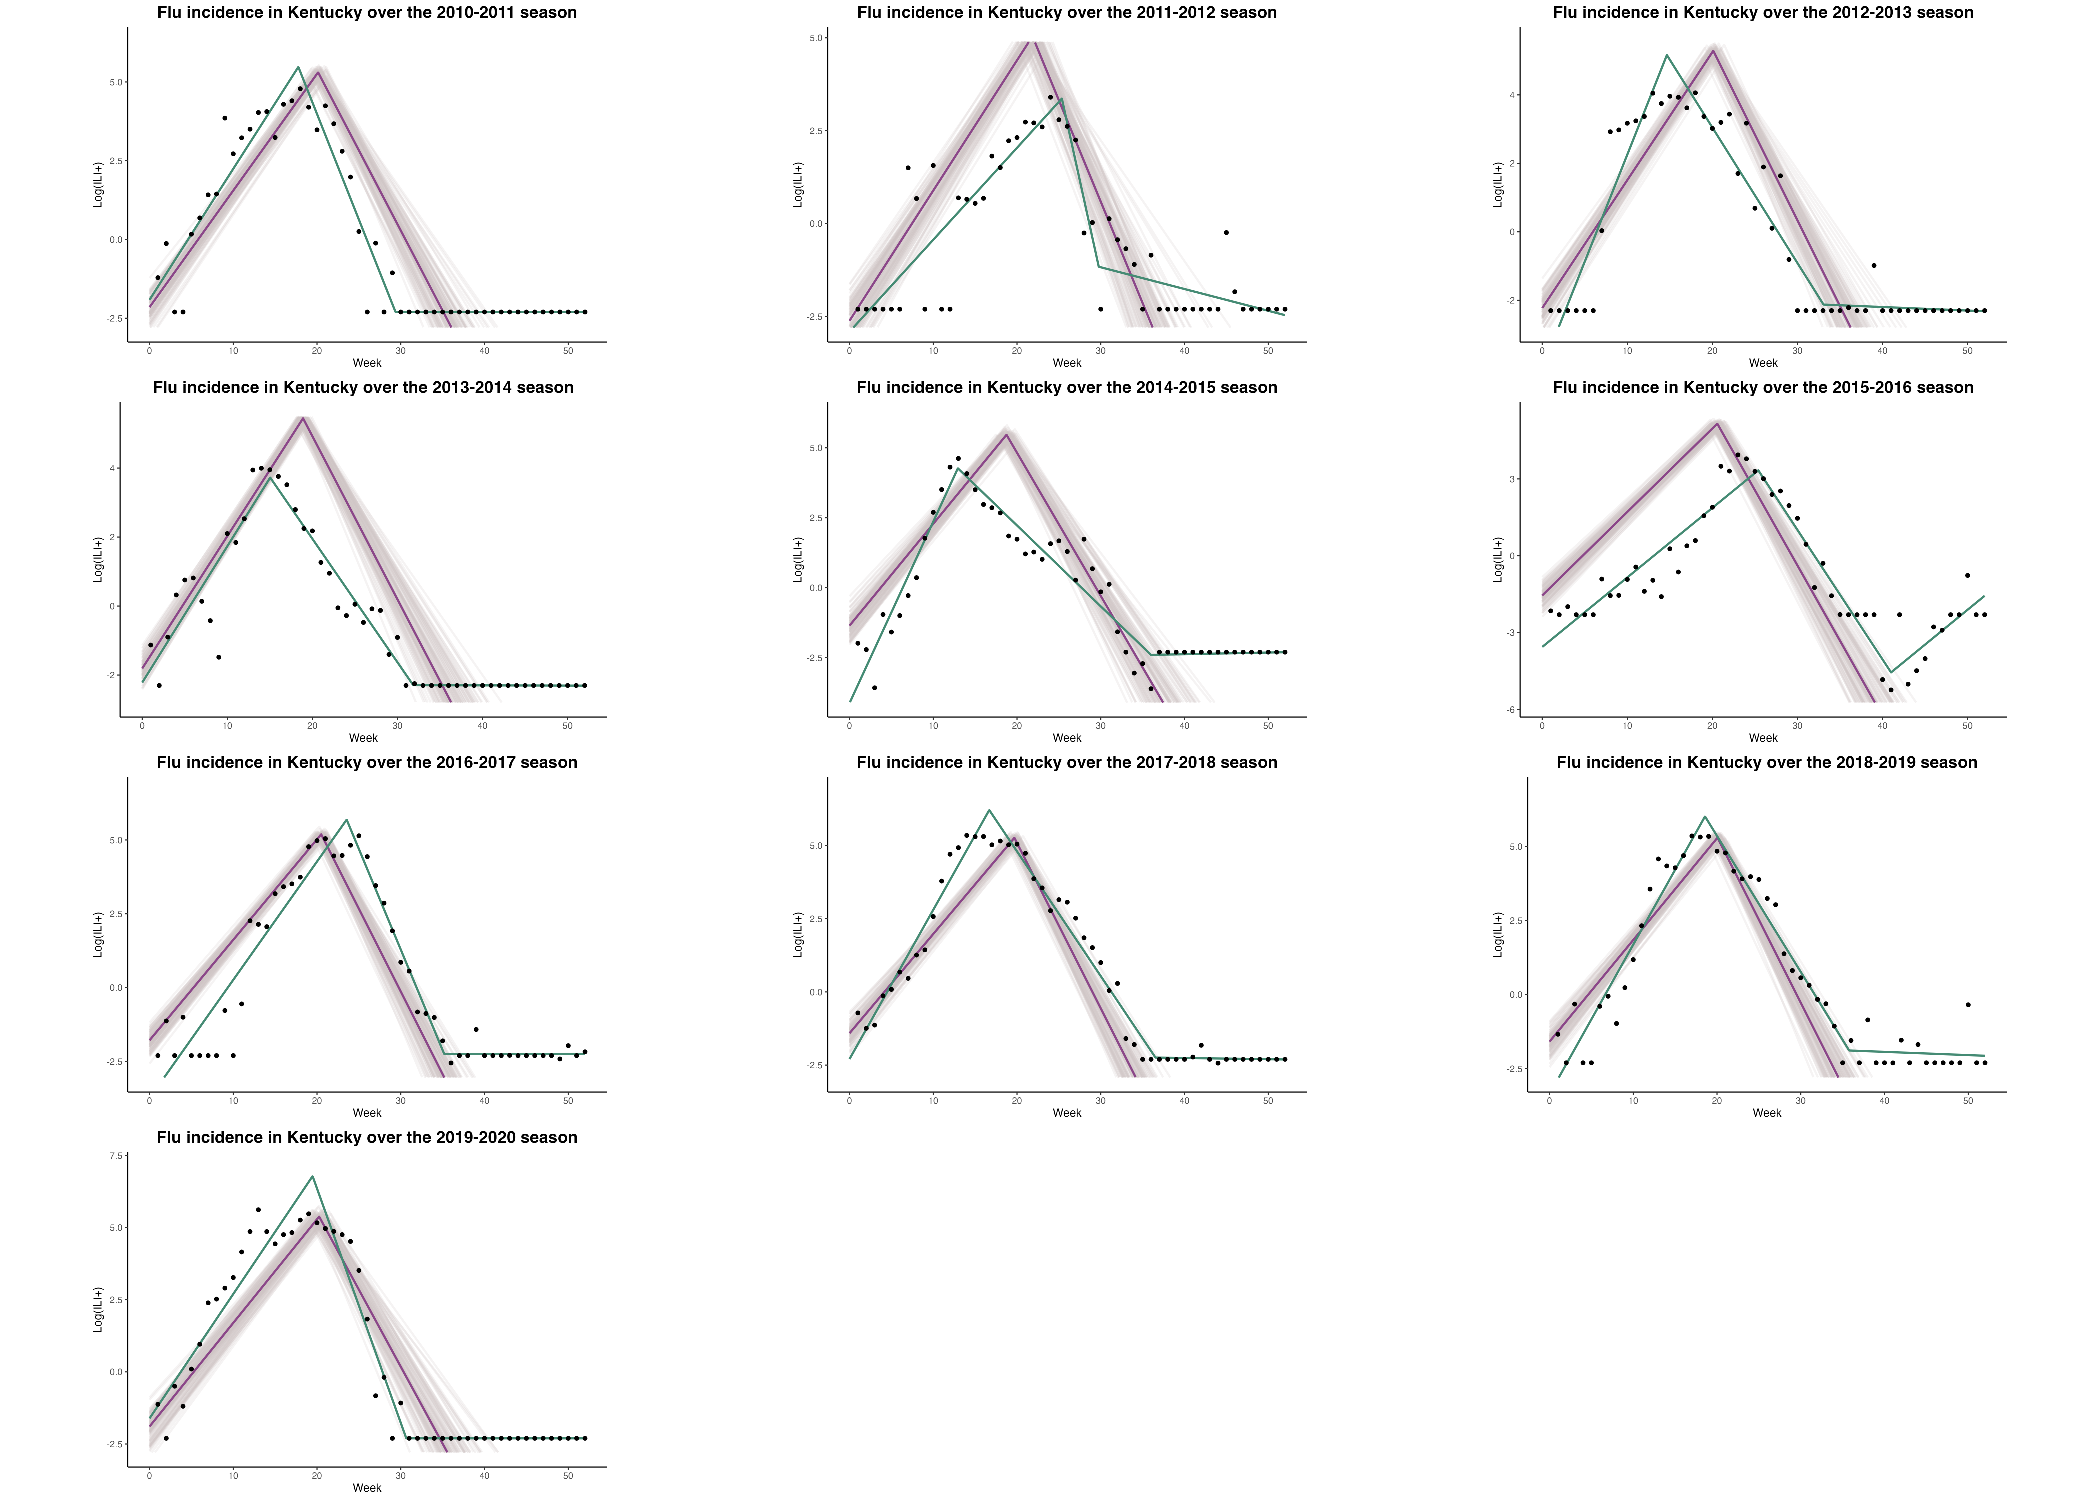 Flu incidence in Kentucky over the 2010-2011 season
5.0
2.5
0.0
-2.5
Log(ILI+)
0 10 20 30 40 50
Week
Flu incidence in Kentucky over the 2011-2012 season
5.0
2.5
0.0
-2.5
Log(ILI+)
0 10 20 30 40 50
Week
Flu incidence in Kentucky over the 2012-2013 season
4
2
0
-2
Log(ILI+)
0 10 20 30 40 50
Week
Flu incidence in Kentucky over the 2013-2014 season
4
2
0
-2
Log(ILI+)
0 10 20 30 40 50
Week
Flu incidence in Kentucky over the 2014-2015 season
5.0
2.5
0.0
-2.5
Log(ILI+)
0 10 20 30 40 50
Week
Flu incidence in Kentucky over the 2015-2016 season
3
0
-3
-6
Log(ILI+)
0 10 20 30 40 50
Week
Flu incidence in Kentucky over the 2016-2017 season
5.0
2.5
0.0
-2.5
Log(ILI+)
0 10 20 30 40 50
Week
Flu incidence in Kentucky over the 2017-2018 season
5.0
2.5
0.0
-2.5
Log(ILI+)
0 10 20 30 40 50
Week
Flu incidence in Kentucky over the 2018-2019 season
5.0
2.5
0.0
-2.5
Log(ILI+)
0 10 20 30 40 50
Week
Flu incidence in Kentucky over the 2019-2020 season
7.5
5.0
2.5
0.0
-2.5
Log(ILI+)
0 10 20 30 40 50
Week